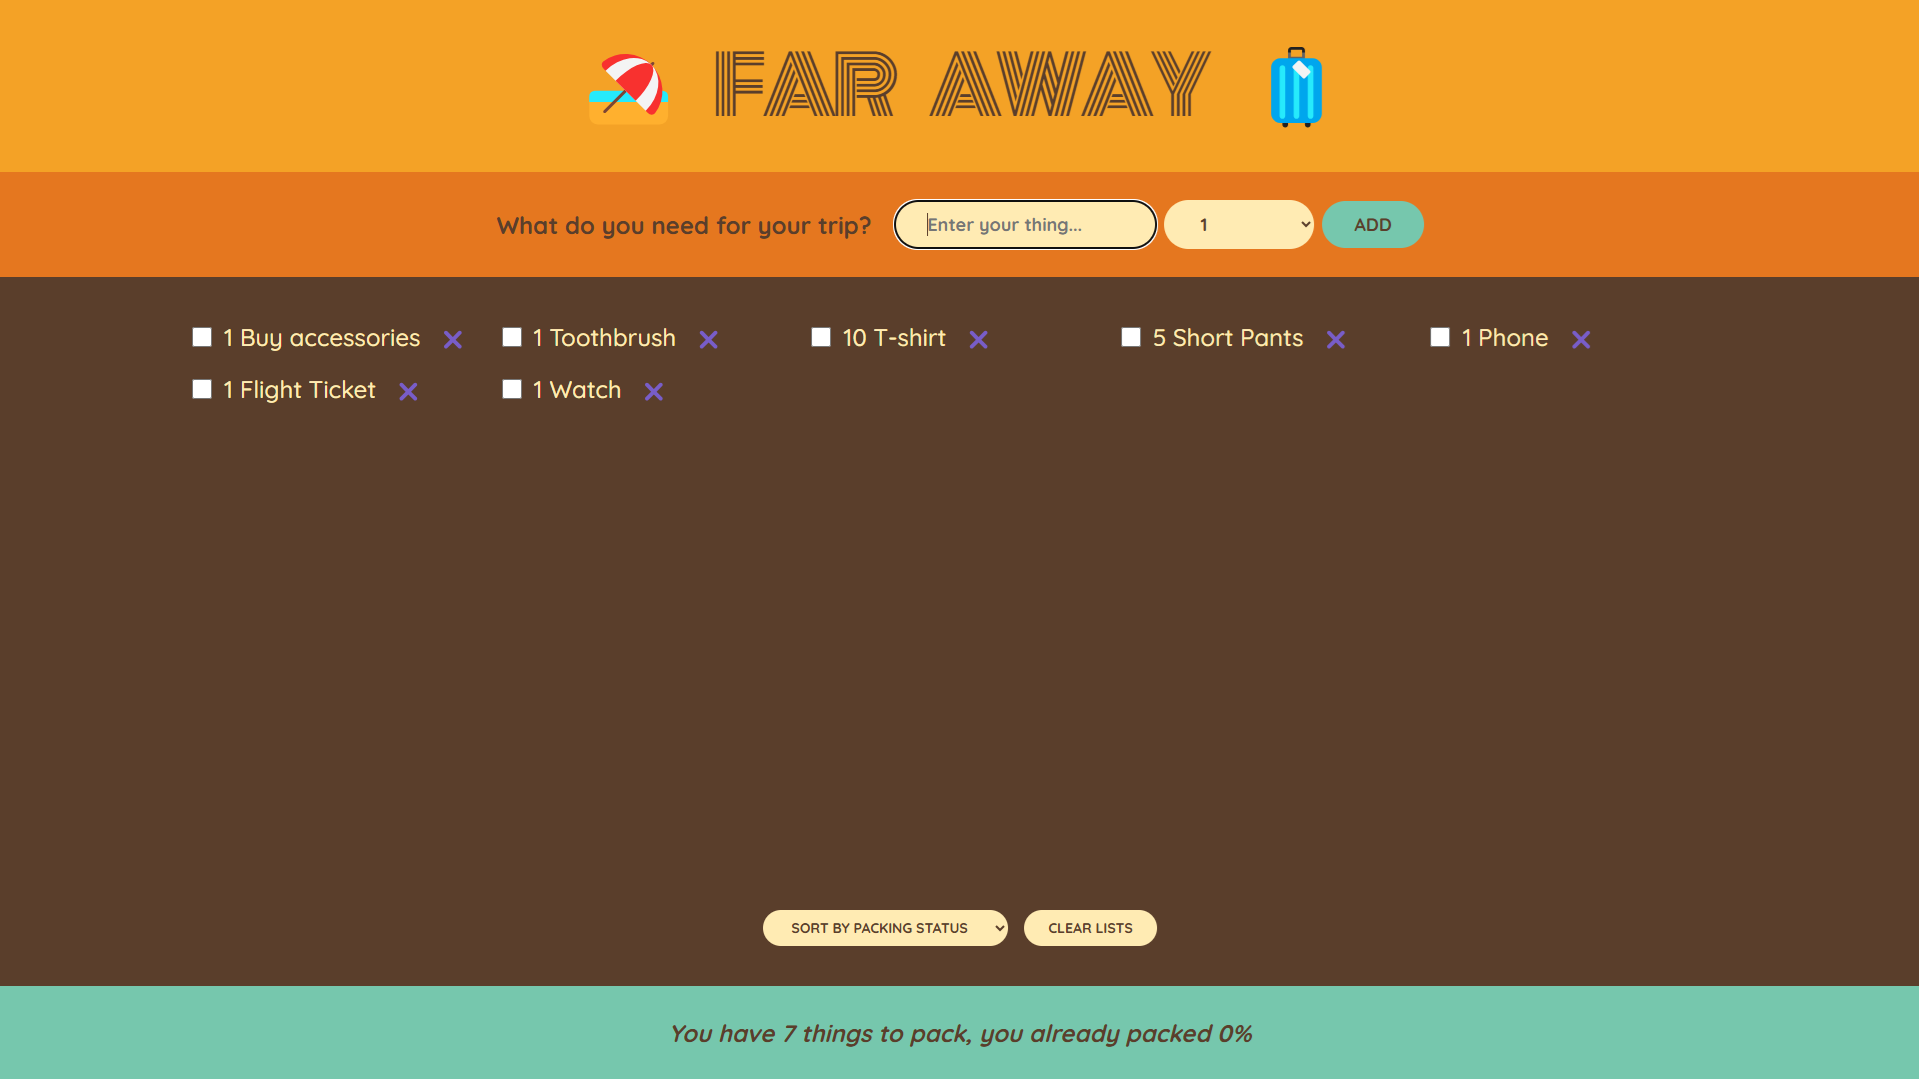 FAR AWAY
What do you need for your trip? Enter your thing... 1 ADD
1 Buy accessories 1 Toothbrush 10 T-shirt 5 Short Pants 1 Phone
1 Flight Ticket 1 Watch
SORT BY PACKING STATUS CLEAR LISTS
You have 7 things to pack, you already packed 0%